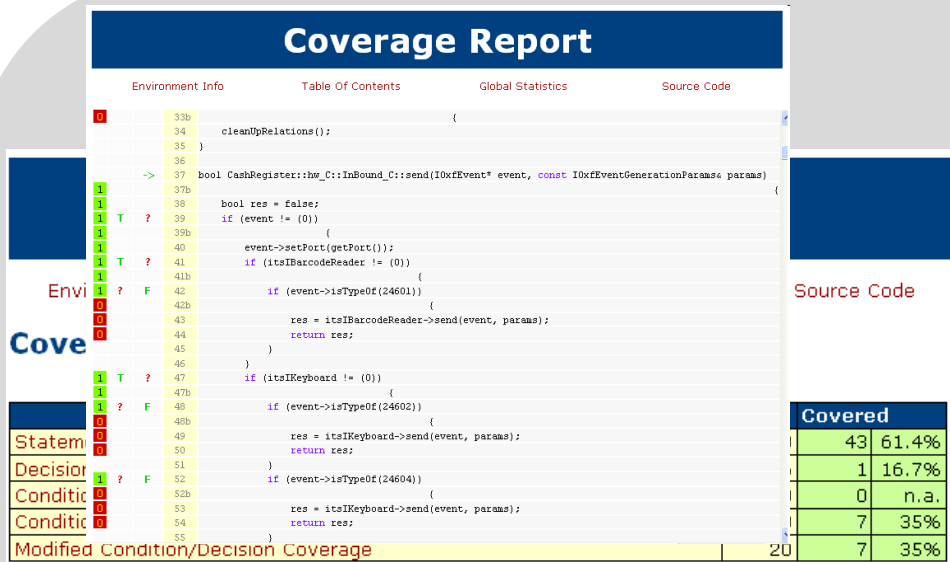 Coverage Report
Environment Info Table Of Contents Global Statistics Source Code
0 33b {
34 cleanUpRelations();
35 }
36
-> 37 bool CashRegister::hw_C::InBound_C::send(IOxfEvent* event, const IOxfEventGenerationParams& params)
1 37b {
1 38 bool res = false;
1 T ? 39 if (event != (0))
1 39b {
1 40 event->setPort(getPort());
1 T ? 41 if (itsIBarcodeReader != (0))
1 41b {
1 ? F 42 if (event->isTypeOf(24601))
0 42b {
0 43 res = itsIBarcodeReader->send(event, params);
0 44 return res;
45 }
46 }
1 T ? 47 if (itsIKeyboard != (0))
1 47b {
1 ? F 48 if (event->isTypeOf(24602))
0 48b {
0 49 res = itsIKeyboard->send(event, params);
0 50 return res;
51 }
1 ? F 52 if (event->isTypeOf(24604))
0 52b {
0 53 res = itsIKeyboard->send(event, params);
0 54 return res;
55 }
Envi Source Code
Cove
Covered
Statem 43 61.4%
Decision 1 16.7%
Conditio 0 n.a.
Conditio 7 35%
Modified Condition/Decision Coverage 20 7 35%